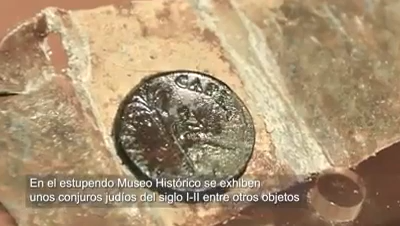 CAES
En el estupendo Museo Histórico se exhiben
unos conjuros judíos del siglo I-II entre otros objetos